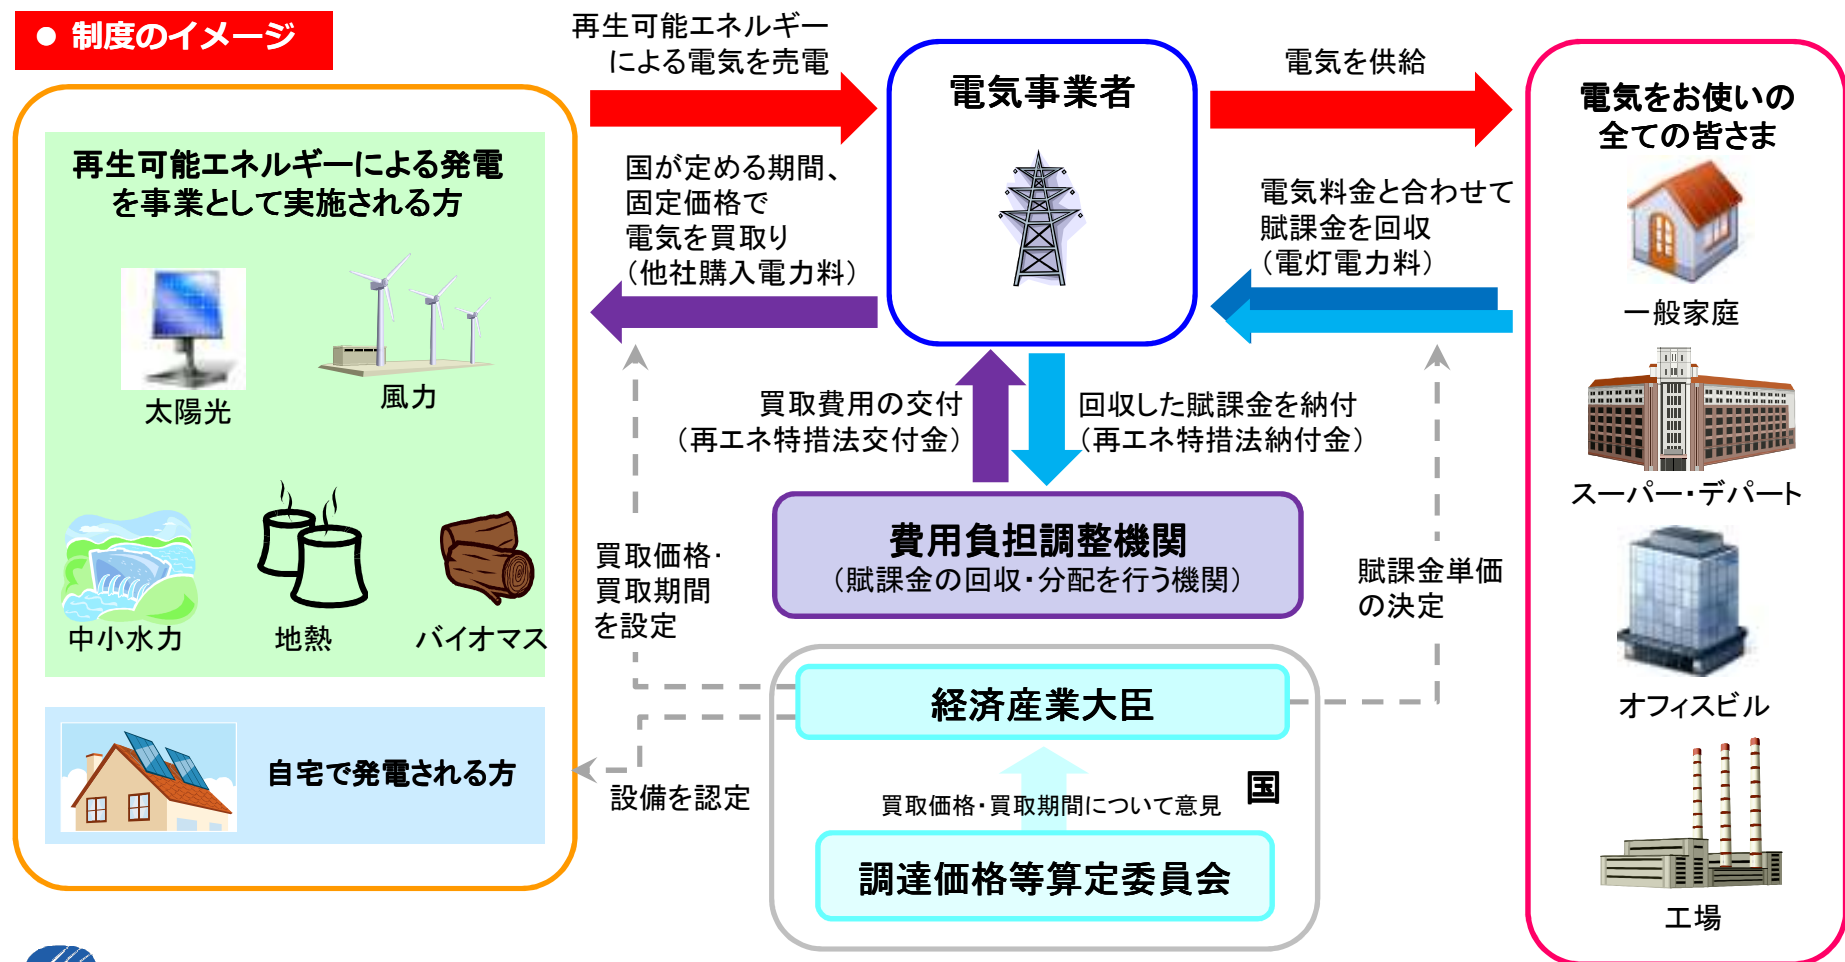 ● 制度のイメージ
再生可能エネルギーによる発電
を事業として実施される方
太陽光
風力
中小水力
地熱
バイオマス
自宅で発電される方
再生可能エネルギー
による電気を売電
国が定める期間、
固定価格で
電気を買取り
（他社購入電力料）
電気事業者
電気を供給
電気料金と合わせて
賦課金を回収
（電灯電力料）
買取費用の交付
（再エネ特措法交付金）
回収した賦課金を納付
（再エネ特措法納付金）
費用負担調整機関
（賦課金の回収・分配を行う機関）
買取価格・
買取期間
を設定
賦課金単価
の決定
設備を認定
経済産業大臣
国
買取価格・買取期間について意見
調達価格等算定委員会
電気をお使いの
全ての皆さま
一般家庭
スーパー・デパート
オフィスビル
工場